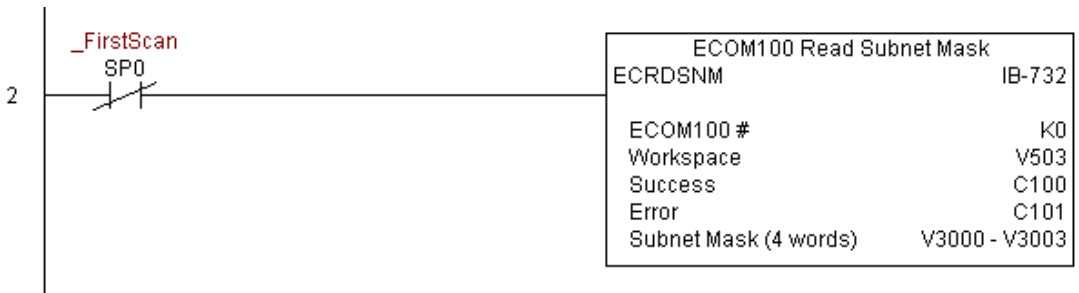 _FirstScan
SP0
2
ECOM100 Read Subnet Mask
ECRDSNM IB-732
ECOM100 # K0
Workspace V503
Success C100
Error C101
Subnet Mask (4 words) V3000 - V3003